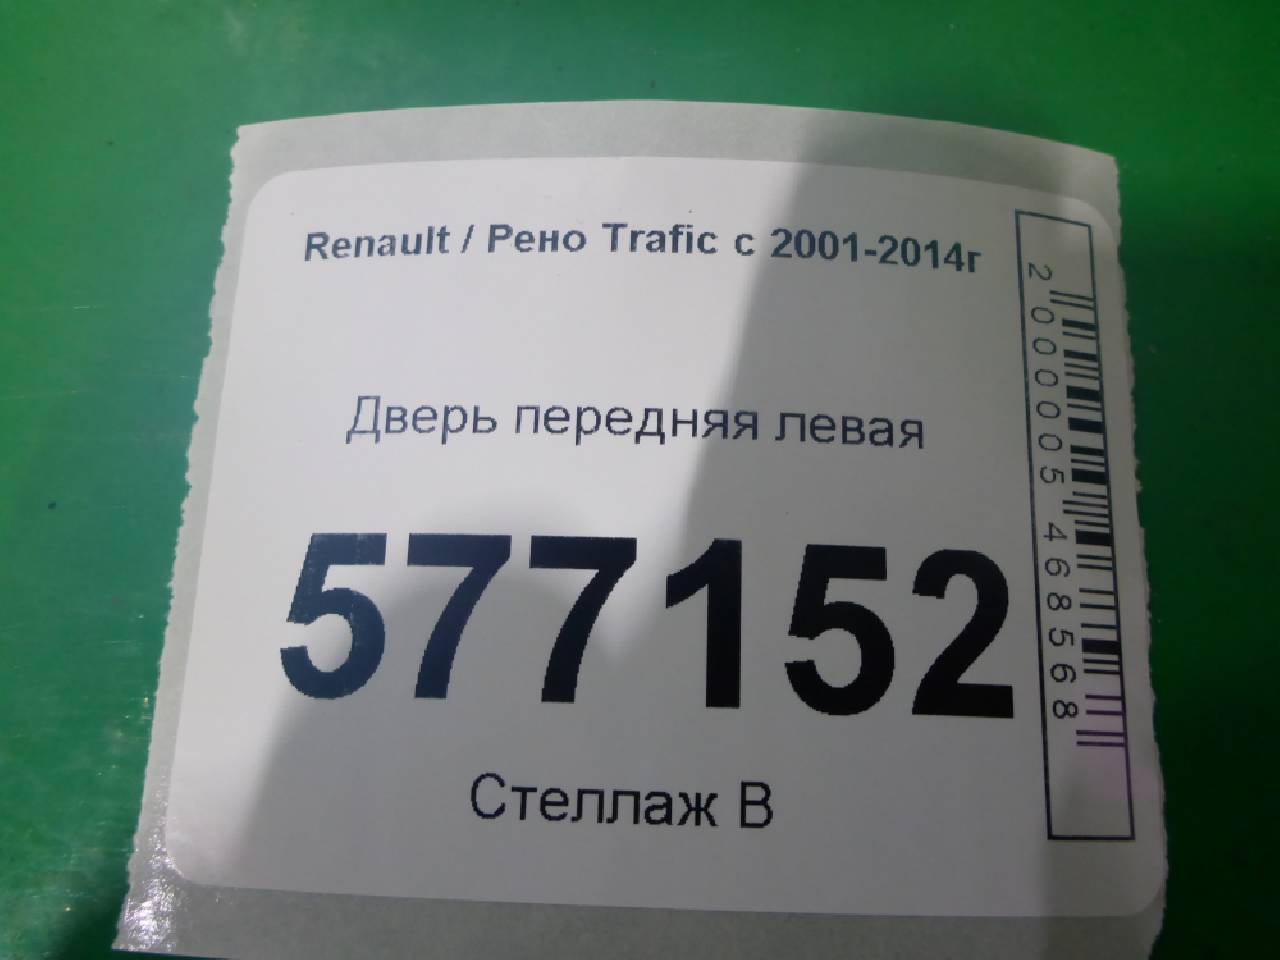 Renault / Рено Trafic с 2001-2014г
Дверь передняя левая
577152
Стеллаж В
2000005468568